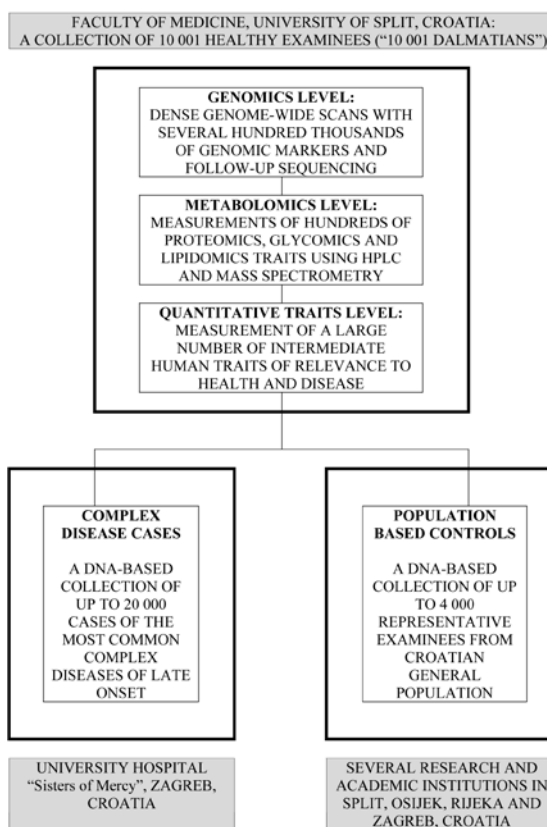 FACULTY OF MEDICINE, UNIVERSITY OF SPLIT, CROATIA:
A COLLECTION OF 10 001 HEALTHY EXAMINEES (“10 001 DALMATIANS”)
GENOMICS LEVEL:
DENSE GENOME-WIDE SCANS WITH
SEVERAL HUNDRED THOUSANDS
OF GENOMIC MARKERS AND
FOLLOW-UP SEQUENCING
METABOLOMICS LEVEL:
MEASUREMENTS OF HUNDREDS OF
PROTEOMICS, GLYCOMICS AND
LIPIDOMICS TRAITS USING HPLC
AND MASS SPECTROMETRY
QUANTITATIVE TRAITS LEVEL:
MEASUREMENT OF A LARGE
NUMBER OF INTERMEDIATE
HUMAN TRAITS OF RELEVANCE TO
HEALTH AND DISEASE
COMPLEX
DISEASE CASES
A DNA-BASED
COLLECTION OF
UP TO 20 000
CASES OF THE
MOST COMMON
COMPLEX
DISEASES OF LATE
ONSET
POPULATION
BASED CONTROLS
A DNA-BASED
COLLECTION OF UP
TO 4 000
REPRESENTATIVE
EXAMINEES FROM
CROATIAN
GENERAL
POPULATION
UNIVERSITY HOSPITAL
“Sisters of Mercy”, ZAGREB,
CROATIA
SEVERAL RESEARCH AND
ACADEMIC INSTITUTIONS IN
SPLIT, OSIJEK, RIJEKA AND
ZAGREB, CROATIA